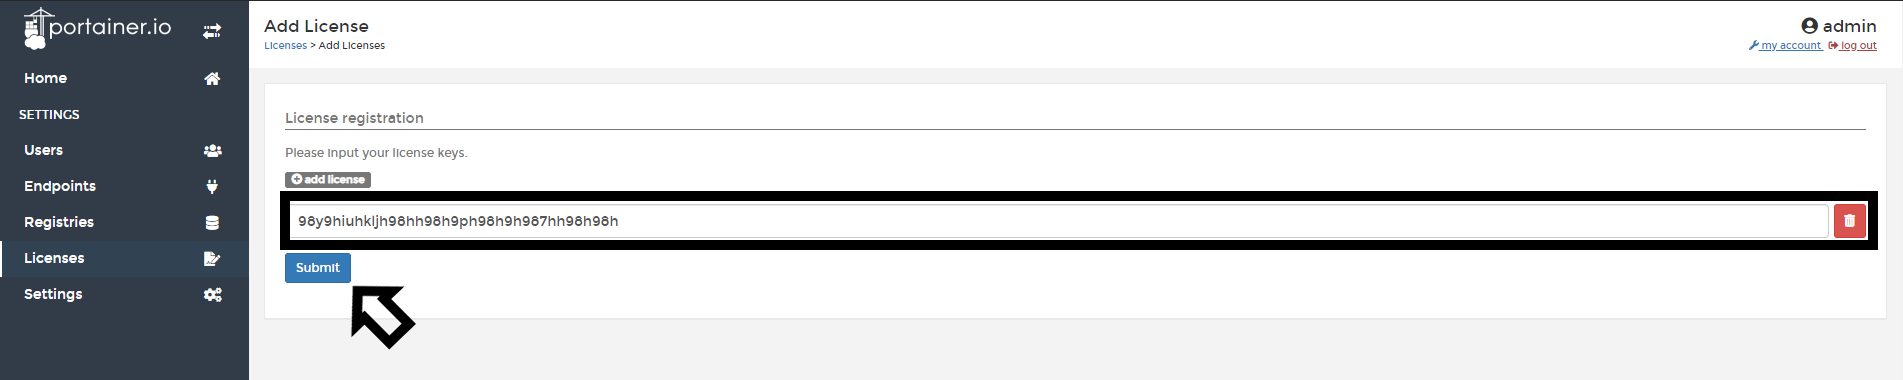 portainer.io
Home
SETTINGS
Users
Endpoints
Registries
Licenses
Settings
Add License
Licenses > Add Licenses
admin
my account log out
License registration
Please input your license keys.
add license
98y9hiuhkljh98hh98h9ph98h9h987hh98h98h
Submit